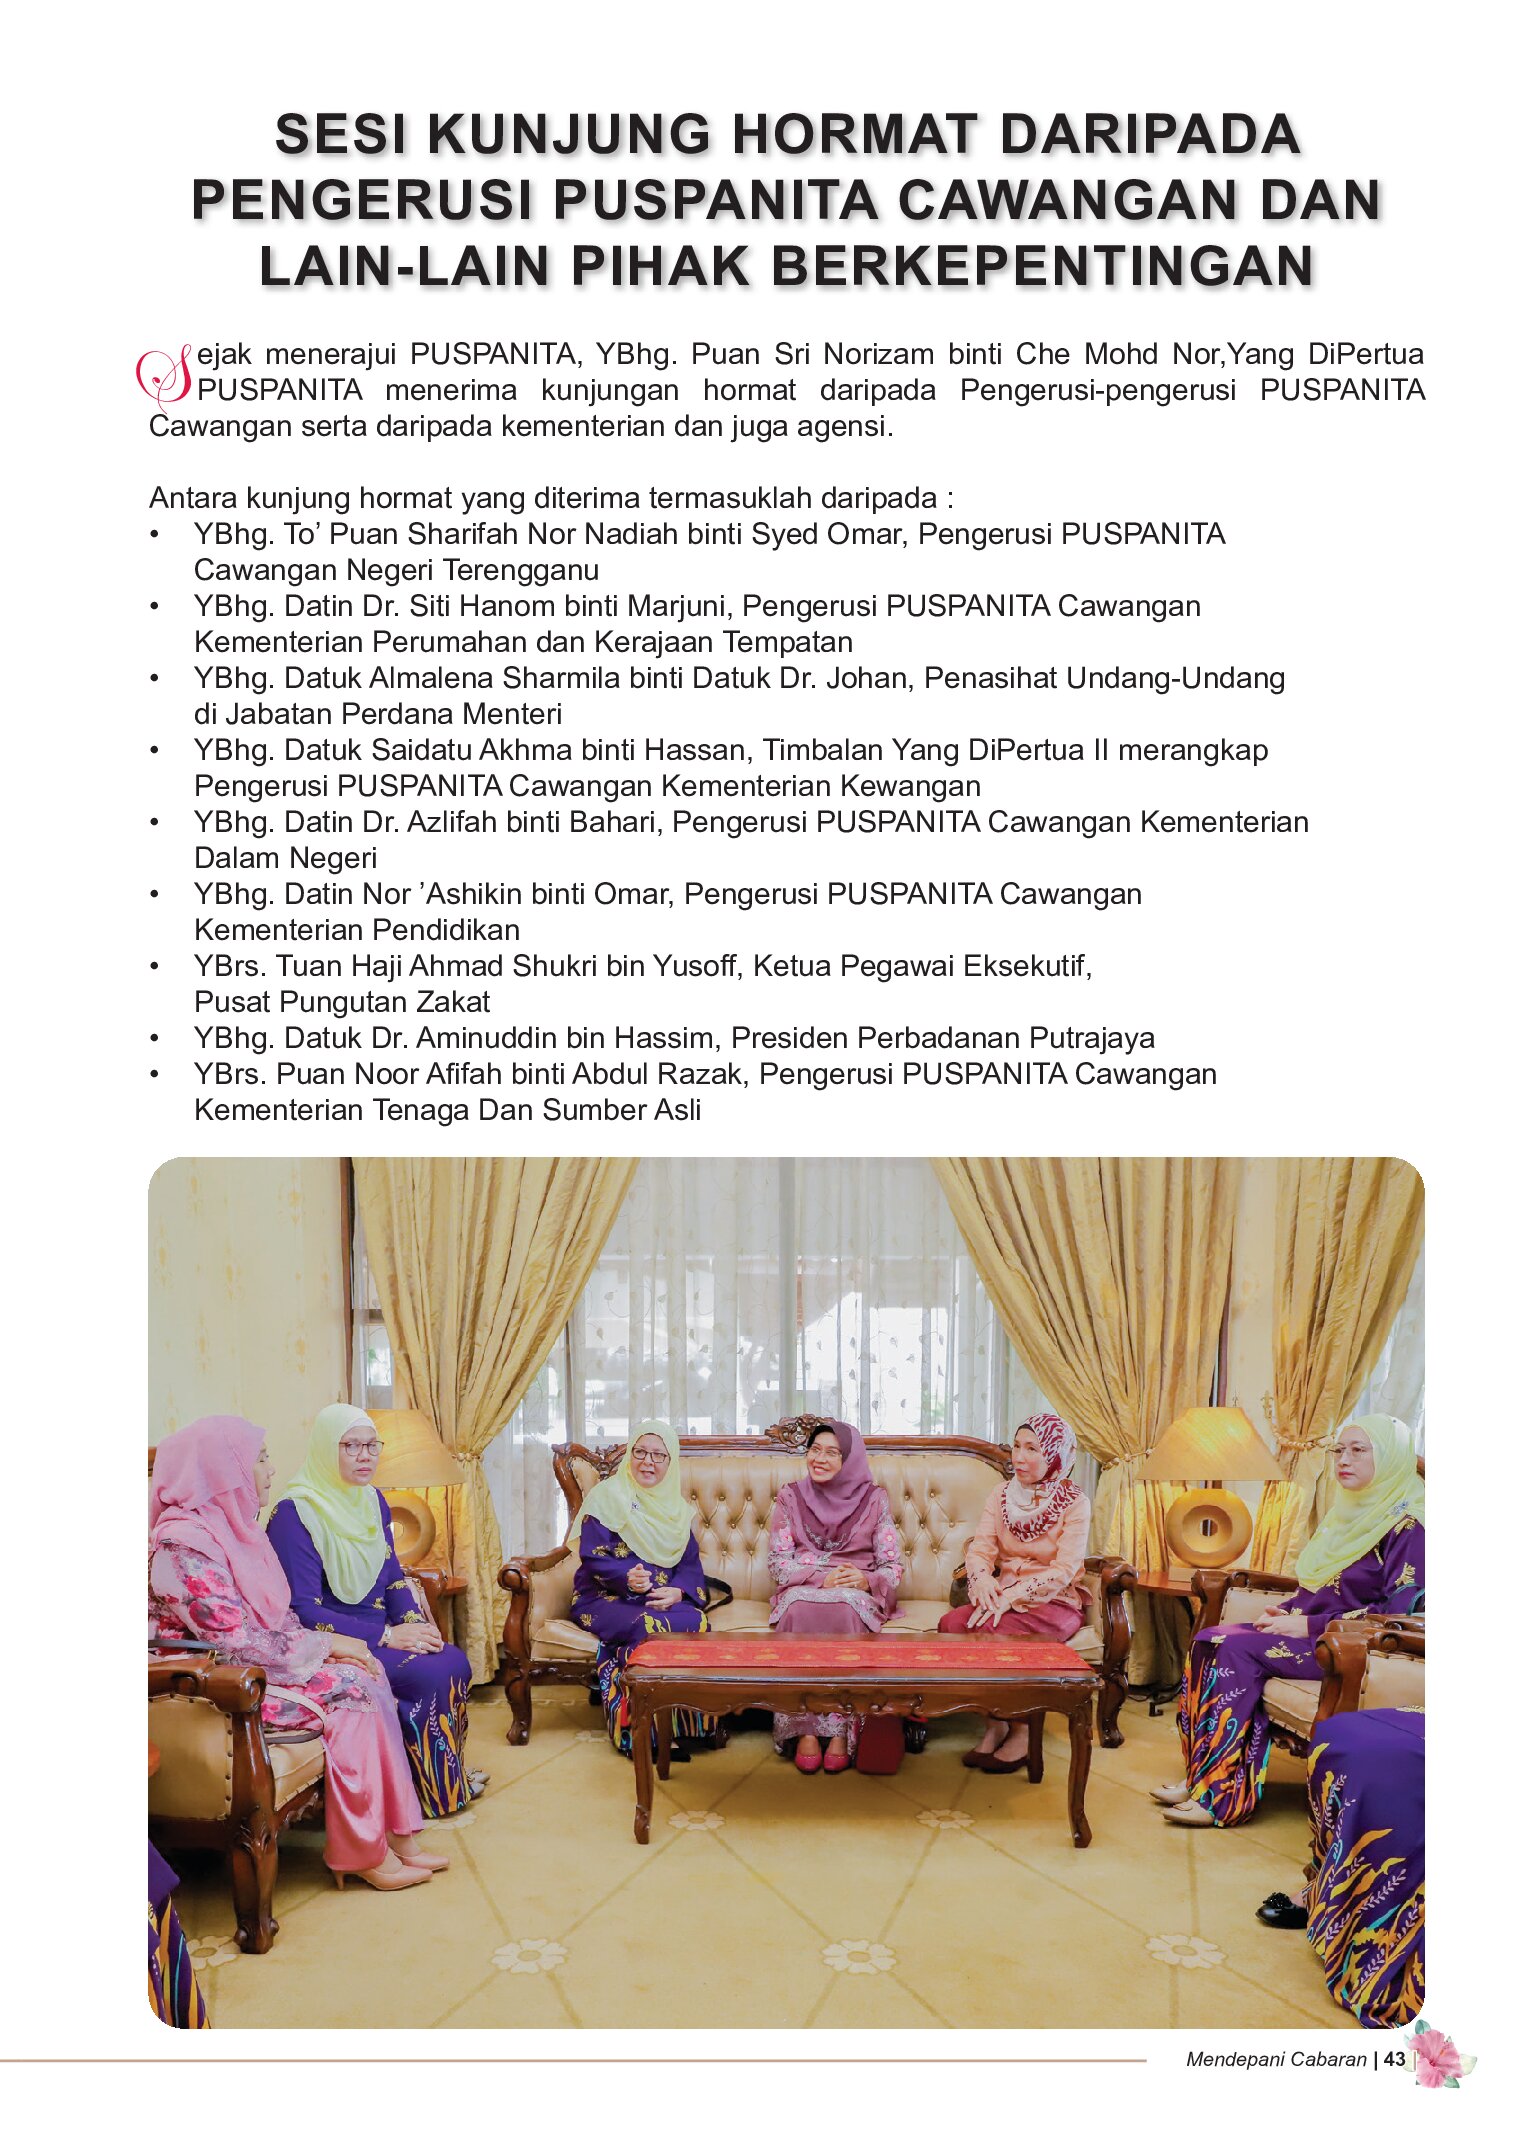 SESI KUNJUNG HORMAT DARIPADA
PENGERUSI PUSPANITA CAWANGAN DAN
LAIN-LAIN PIHAK BERKEPENTINGAN
Sejak menerajui PUSPANITA, YBhg. Puan Sri Norizam binti Che Mohd Nor,Yang DiPertua
PUSPANITA menerima kunjungan hormat daripada Pengerusi-pengerusi PUSPANITA
Cawangan serta daripada kementerian dan juga agensi.
Antara kunjung hormat yang diterima termasuklah daripada :
• YBhg. To’ Puan Sharifah Nor Nadiah binti Syed Omar, Pengerusi PUSPANITA
Cawangan Negeri Terengganu
• YBhg. Datin Dr. Siti Hanom binti Marjuni, Pengerusi PUSPANITA Cawangan
Kementerian Perumahan dan Kerajaan Tempatan
• YBhg. Datuk Almalena Sharmila binti Datuk Dr. Johan, Penasihat Undang-Undang
di Jabatan Perdana Menteri
• YBhg. Datuk Saidatu Akhma binti Hassan, Timbalan Yang DiPertua II merangkap
Pengerusi PUSPANITA Cawangan Kementerian Kewangan
• YBhg. Datin Dr. Azlifah binti Bahari, Pengerusi PUSPANITA Cawangan Kementerian
Dalam Negeri
• YBhg. Datin Nor ’Ashikin binti Omar, Pengerusi PUSPANITA Cawangan
Kementerian Pendidikan
• YBrs. Tuan Haji Ahmad Shukri bin Yusoff, Ketua Pegawai Eksekutif,
Pusat Pungutan Zakat
• YBhg. Datuk Dr. Aminuddin bin Hassim, Presiden Perbadanan Putrajaya
• YBrs. Puan Noor Afifah binti Abdul Razak, Pengerusi PUSPANITA Cawangan
Kementerian Tenaga Dan Sumber Asli
Mendepani Cabaran | 43 |